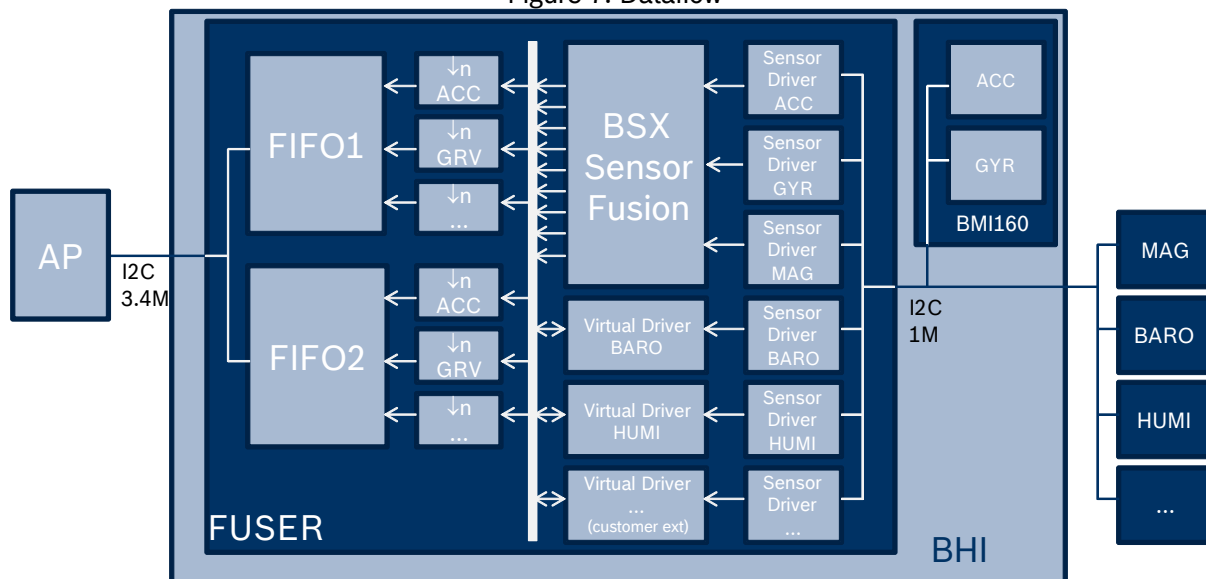 Figure 7: Dataflow
AP
I2C
3.4M
FIFO1
FIFO2
↓n
ACC
↓n
GRV
↓n
...
↓n
ACC
↓n
GRV
↓n
...
BSX
Sensor
Fusion
Virtual Driver
BARO
Virtual Driver
HUMI
Virtual Driver
...
(customer ext)
Sensor
Driver
ACC
Sensor
Driver
GYR
Sensor
Driver
MAG
Sensor
Driver
BARO
Sensor
Driver
HUMI
Sensor
Driver
...
FUSER
ACC
GYR
BMI160
I2C
1M
BHI
MAG
BARO
HUMI
...